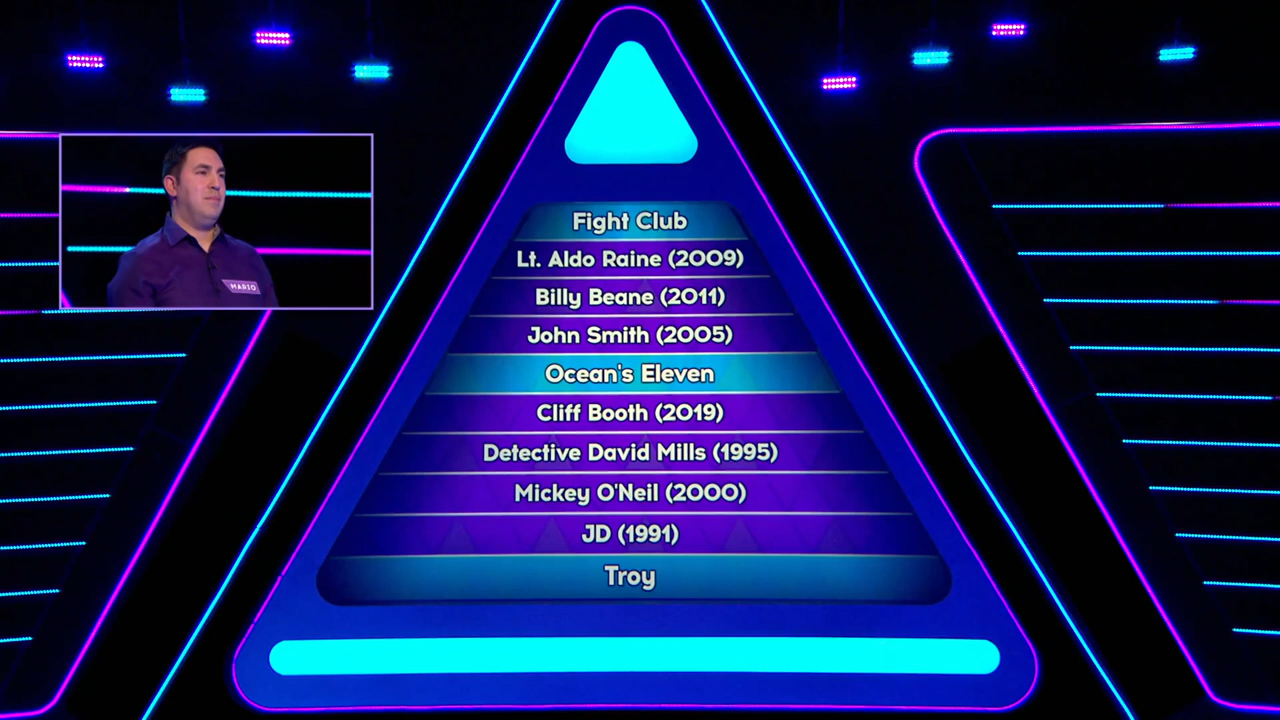 MARIO
Fight Club
Lt. Aldo Raine (2009)
Billy Beane (2011)
John Smith (2005)
Ocean's Eleven
Cliff Booth (2019)
Detective David Mills (1995)
Mickey O'Neil (2000)
JD (1991)
Troy